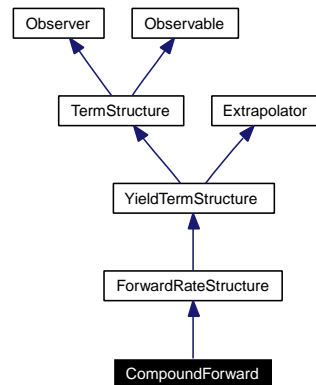 Observer
Observable
TermStructure
Extrapolator
YieldTermStructure
ForwardRateStructure
CompoundForward